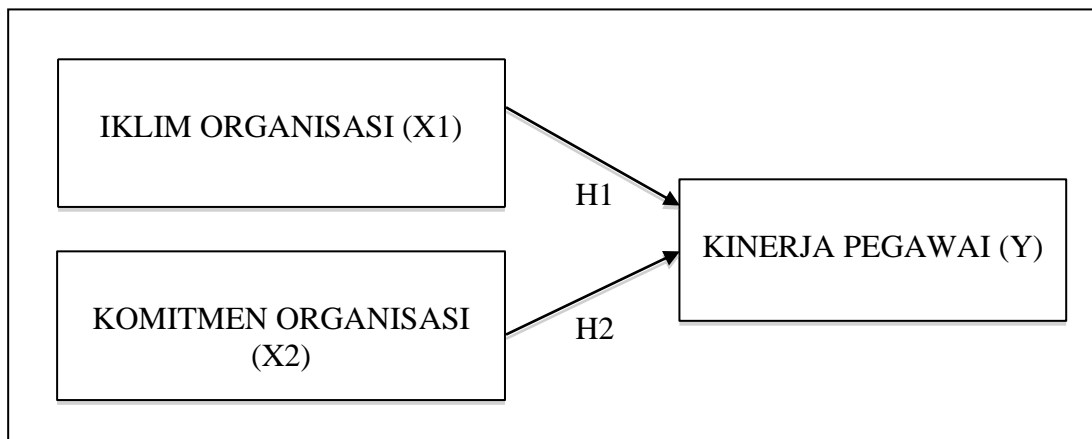 IKLIM ORGANISASI (X1)
H1
KINERJA PEGAWAI (Y)
KOMITMEN ORGANISASI
(X2)
H2